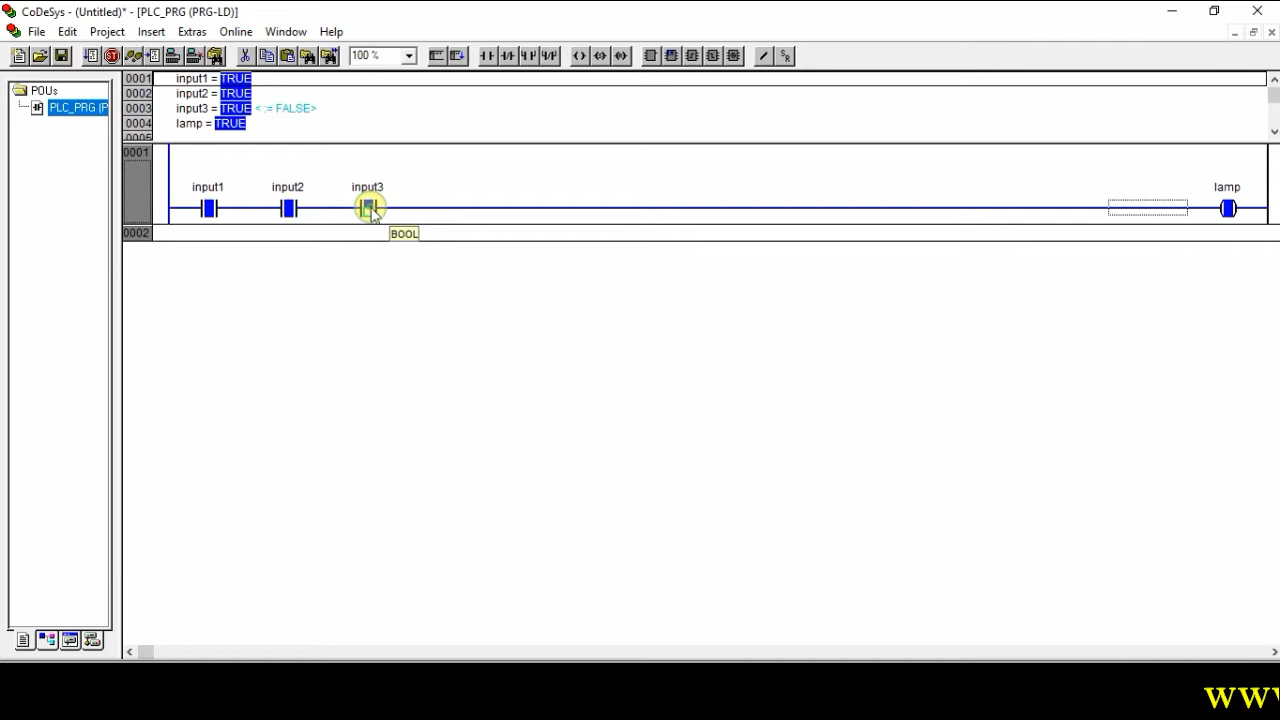 CoDeSys - (Untitled)* - [PLC_PRG (PRG-LD)]
File Edit Project Insert Extras Online Window Help
100 %
POUs
PLC_PRG (P
0001 input1 = TRUE
0002 input2 = TRUE
0003 input3 = TRUE < := FALSE>
0004 lamp = TRUE
0005
0001
input1 input2 input3 lamp
BOOL
0002